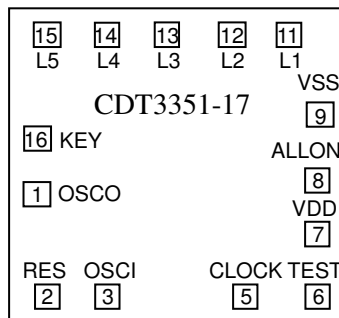 15 14 13 12 11
L5 L4 L3 L2 L1
VSS
CDT3351-17
9
16 KEY
ALLON
8
1 OSCO
VDD
7
RES OSCI CLOCK TEST
2 3 5 6